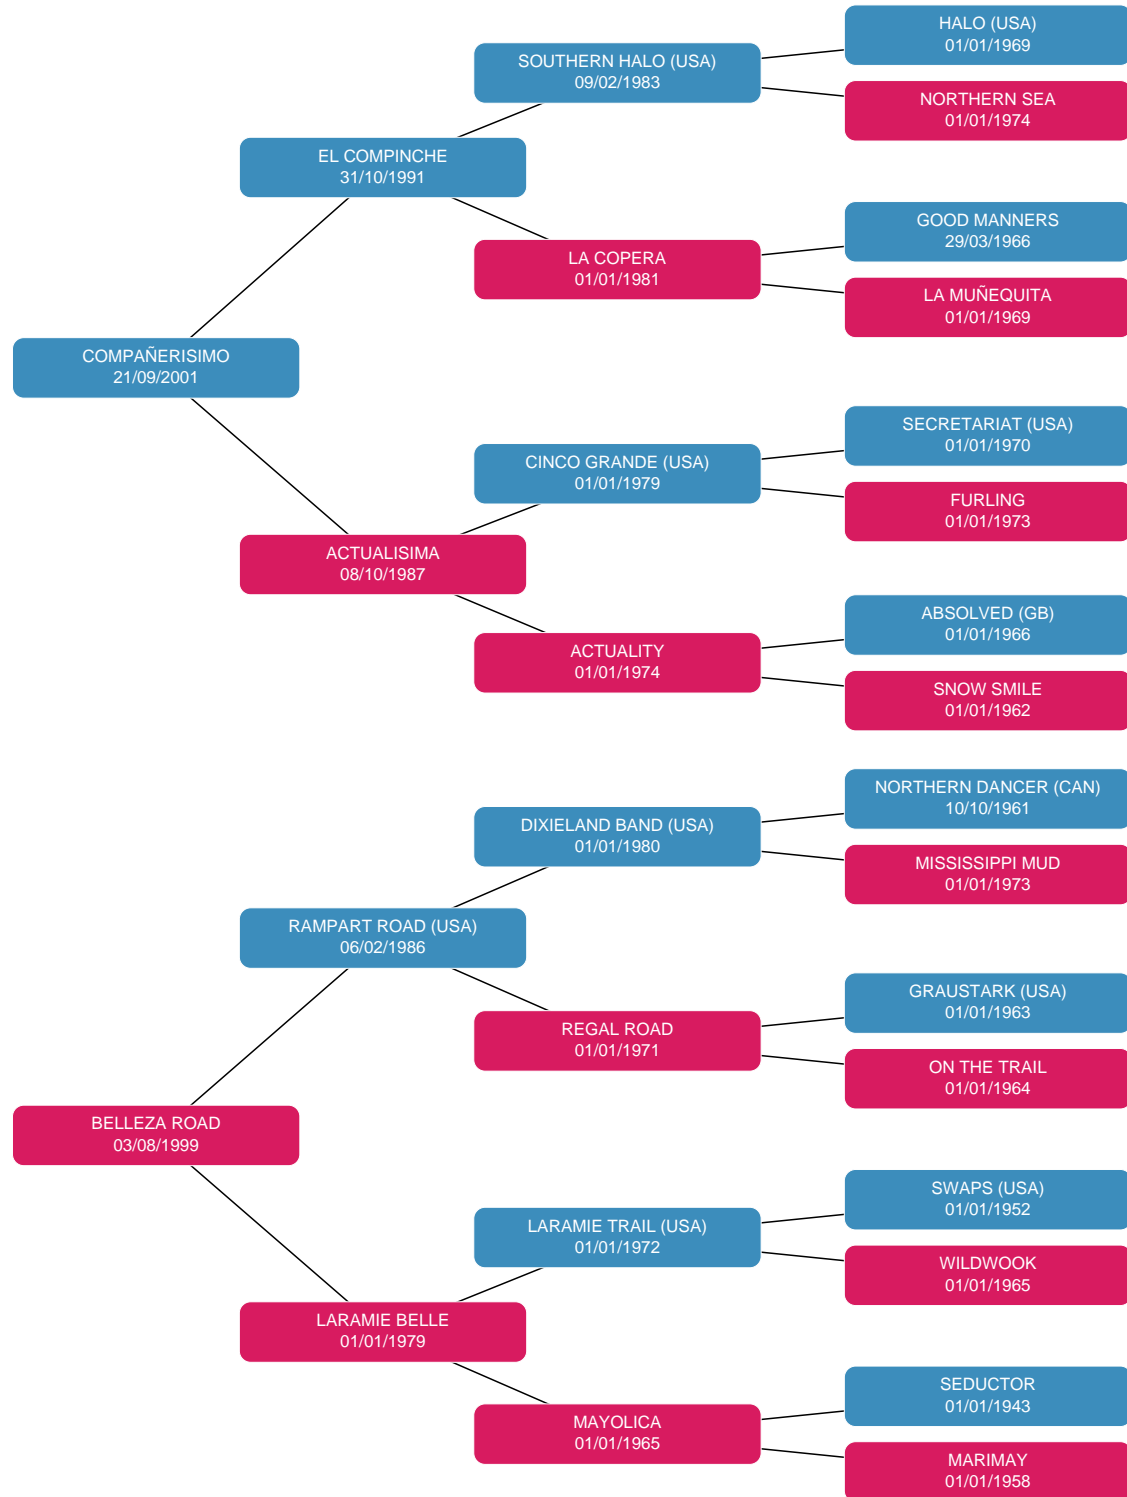 HALO (USA)
01/01/1969
SOUTHERN HALO (USA)
09/02/1983
NORTHERN SEA
01/01/1974
EL COMPINCHE
31/10/1991
GOOD MANNERS
29/03/1966
LA COPERA
01/01/1981
LA MUÑEQUITA
01/01/1969
COMPAÑERISIMO
21/09/2001
SECRETARIAT (USA)
01/01/1970
CINCO GRANDE (USA)
01/01/1979
FURLING
01/01/1973
ACTUALISIMA
08/10/1987
ABSOLVED (GB)
01/01/1966
ACTUALITY
01/01/1974
SNOW SMILE
01/01/1962
NORTHERN DANCER (CAN)
10/10/1961
DIXIELAND BAND (USA)
01/01/1980
MISSISSIPPI MUD
01/01/1973
RAMPART ROAD (USA)
06/02/1986
GRAUSTARK (USA)
01/01/1963
REGAL ROAD
01/01/1971
ON THE TRAIL
01/01/1964
BELLEZA ROAD
03/08/1999
SWAPS (USA)
01/01/1952
LARAMIE TRAIL (USA)
01/01/1972
WILDWOOK
01/01/1965
LARAMIE BELLE
01/01/1979
SEDUCTOR
01/01/1943
MAYOLICA
01/01/1965
MARIMAY
01/01/1958